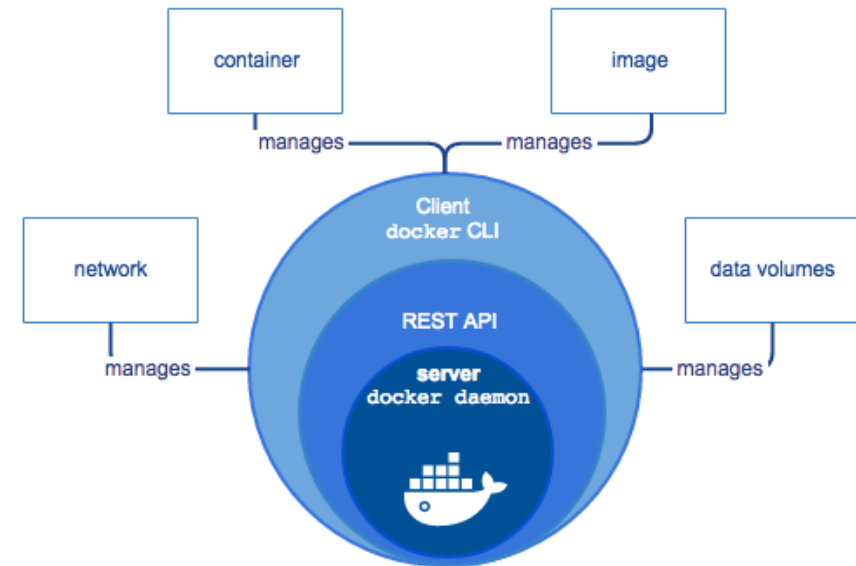 container
image
manages
manages
Client
docker CLI
network
data volumes
REST API
manages
manages
server
docker daemon